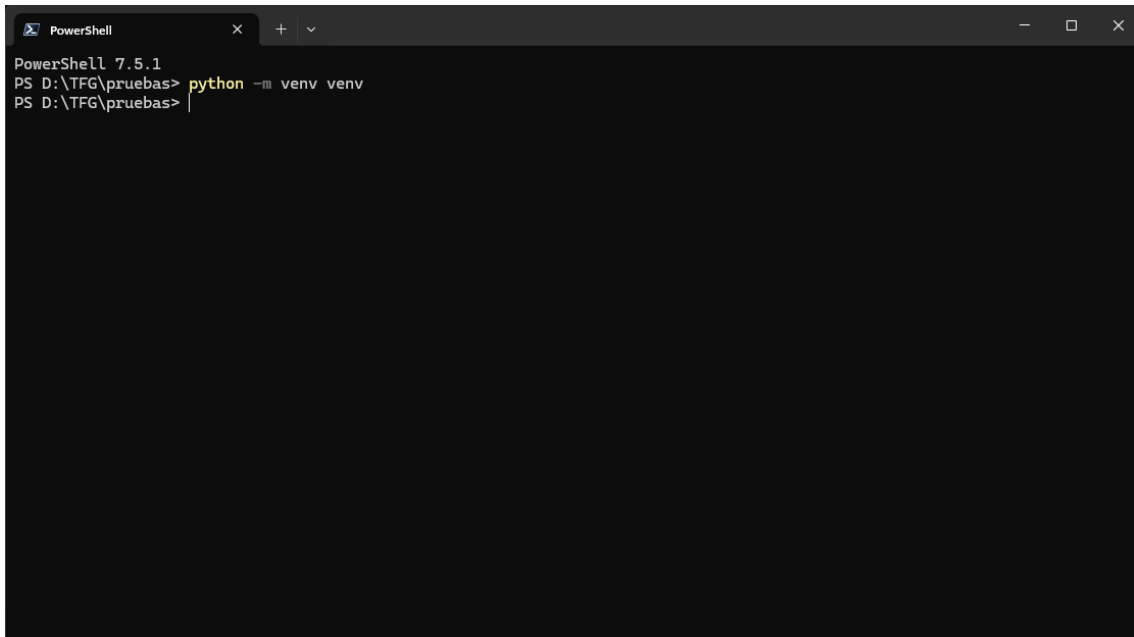 PowerShell
PowerShell 7.5.1
PS D:\TFG\pruebas> python -m venv venv
PS D:\TFG\pruebas>